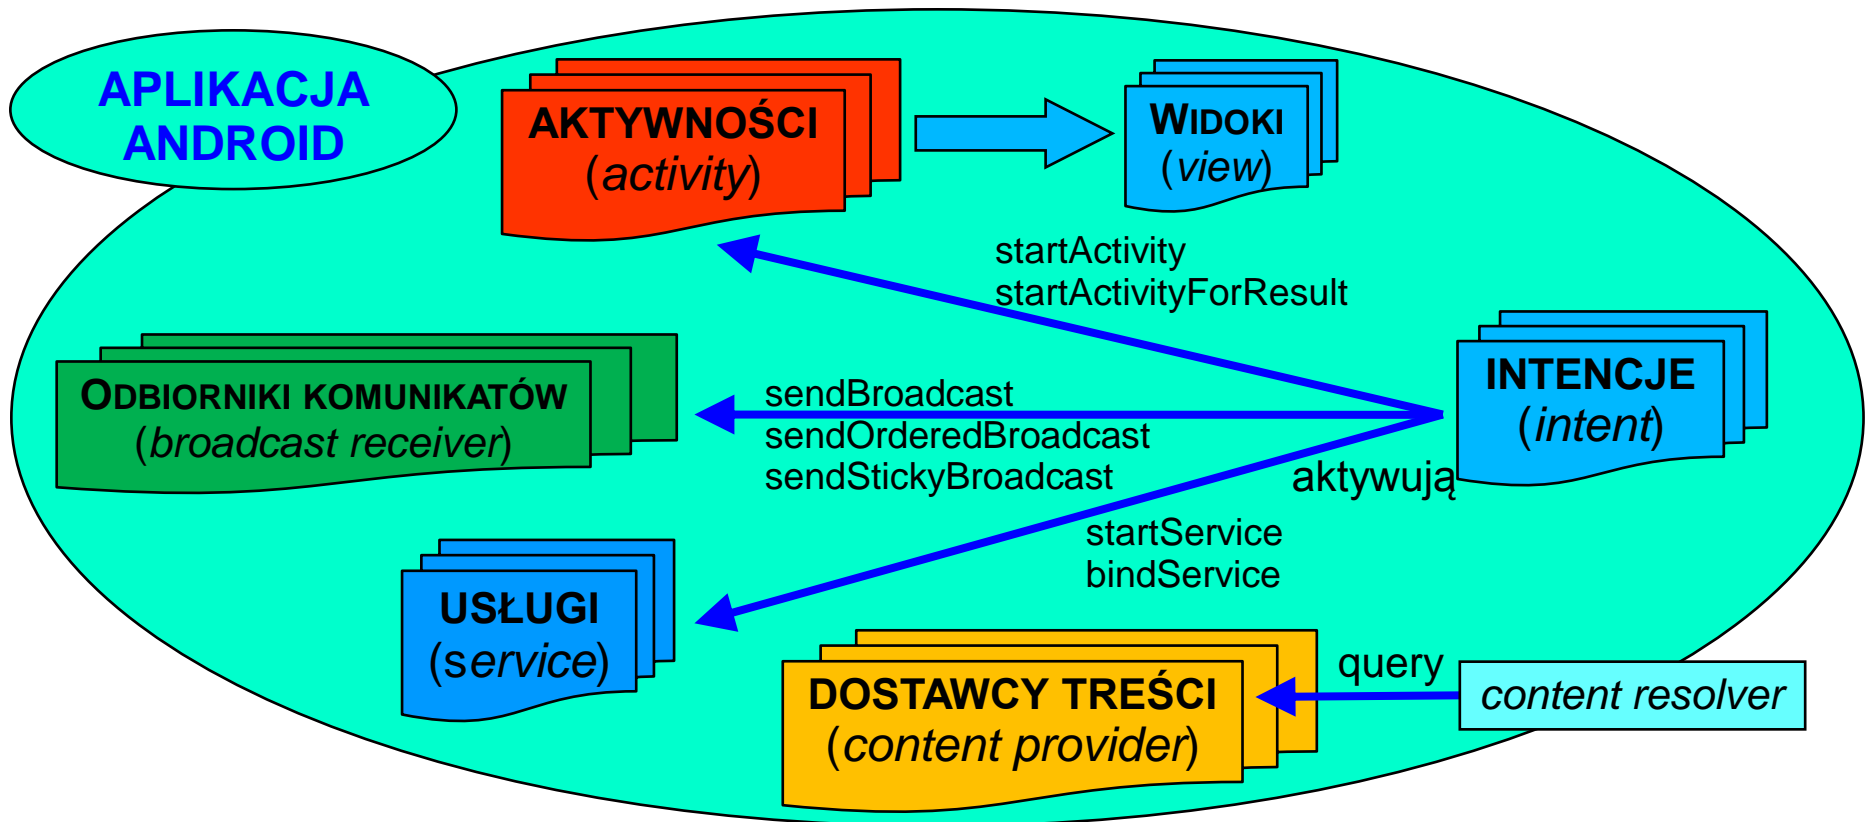 APLIKACJA
ANDROID
AKTYWNOŚCI
(activity)
WIDOKI
(view)
startActivity
startActivityForResult
ODBIORNIKI KOMUNIKATÓW
(broadcast receiver)
sendBroadcast
sendOrderedBroadcast
sendStickyBroadcast
INTENCJE
(intent)
aktywują
USŁUGI
(service)
startService
bindService
DOSTAWCY TREŚCI
(content provider)
query
content resolver